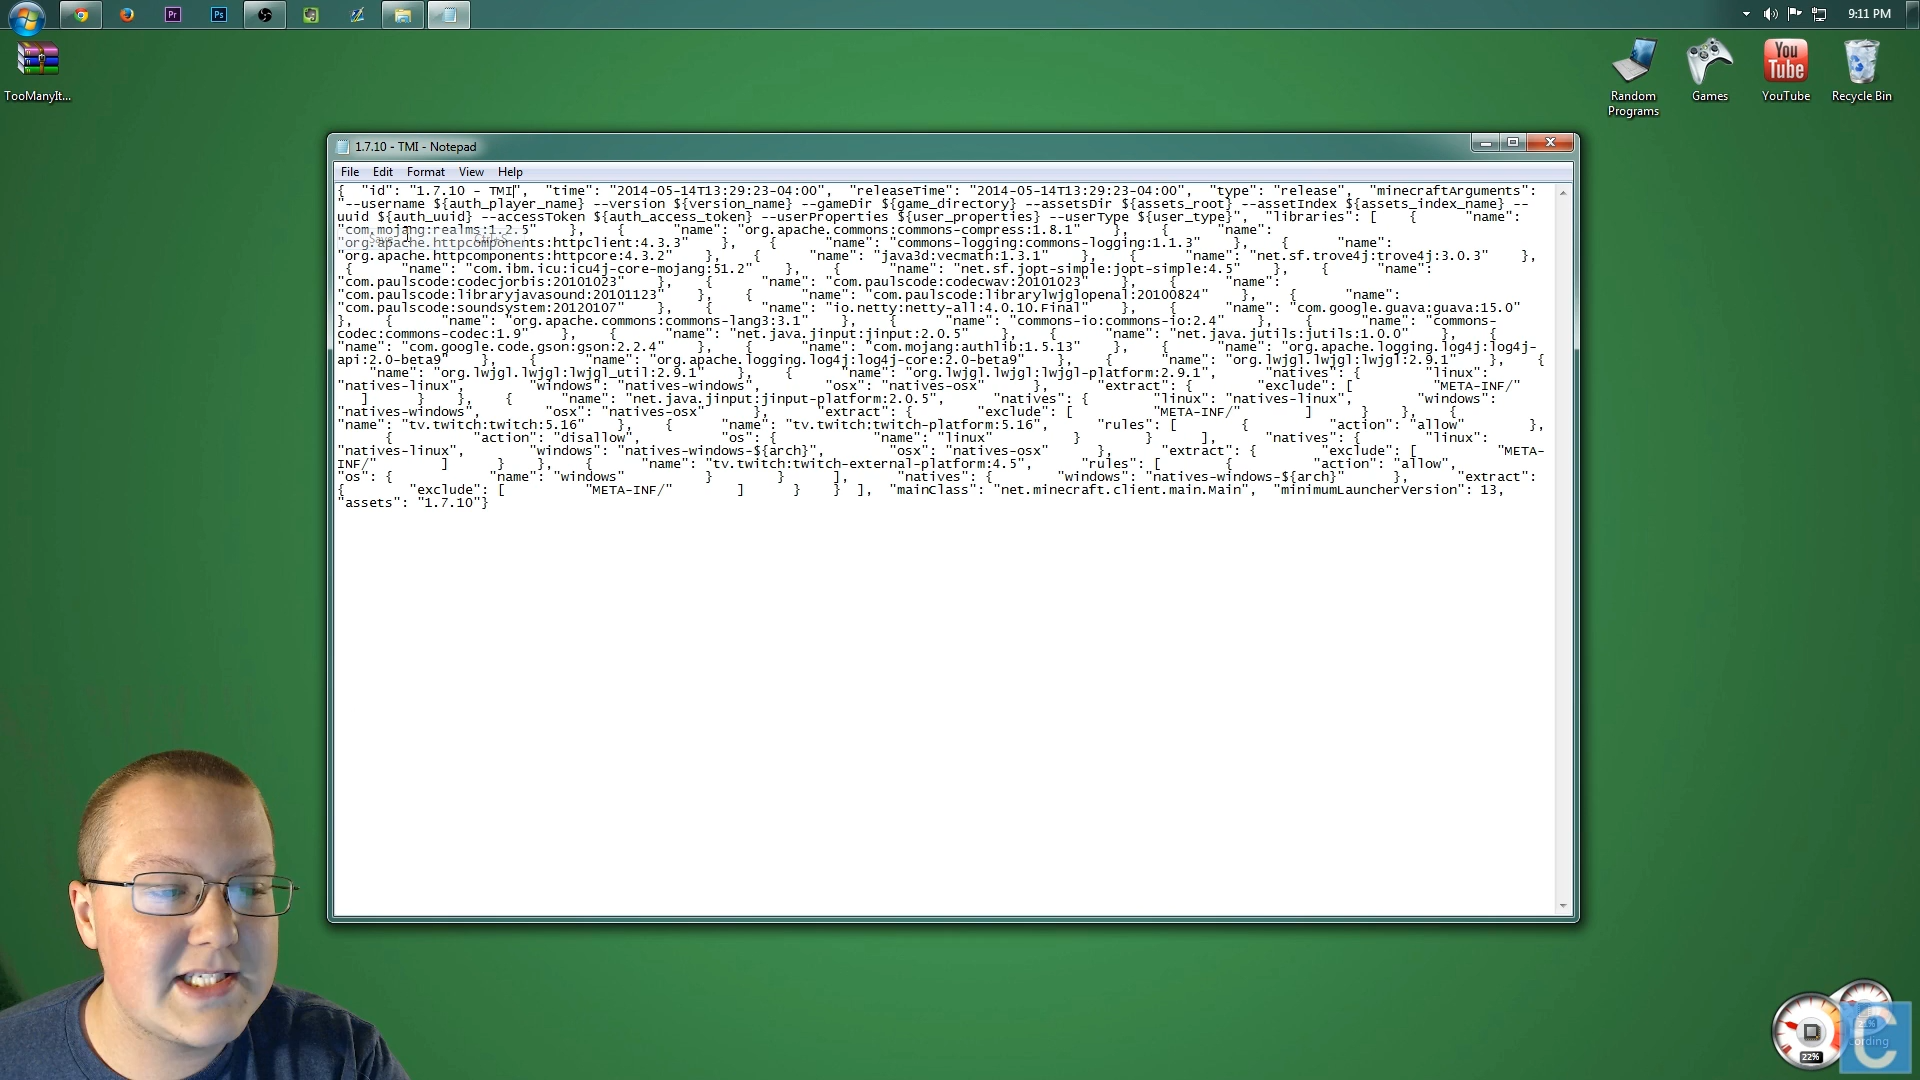 Pr
Ps
9:11 PM
TooManyIt...
Random
Programs
Games
You
Tube
YouTube
Recycle Bin
1.7.10 - TMI - Notepad
File Edit Format View Help
{  "id": "1.7.10 - TMI",  "time": "2014-05-14T13:29:23-04:00",  "releaseTime": "2014-05-14T13:29:23-04:00",  "type": "release",  "minecraftArguments":
"--username ${auth_player_name} --version ${version_name} --gameDir ${game_directory} --assetsDir ${assets_root} --assetIndex ${assets_index_name} --
uuid ${auth_uuid} --accessToken ${auth_access_token} --userProperties ${user_properties} --userType ${user_type}",  "libraries": [    {      "name":
"com.mojang:realms:1.2.5"    },    {      "name": "org.apache.commons:commons-compress:1.8.1"    },    {      "name":
Save Ctrl+S
"org.apache.httpcomponents:httpclient:4.3.3"    },    {      "name": "commons-logging:commons-logging:1.1.3"    },    {      "name":
"org.apache.httpcomponents:httpcore:4.3.2"    },    {      "name": "java3d:vecmath:1.3.1"    },    {      "name": "net.sf.trove4j:trove4j:3.0.3"    },
{      "name": "com.ibm.icu:icu4j-core-mojang:51.2"    },    {      "name": "net.sf.jopt-simple:jopt-simple:4.5"    },    {      "name":
"com.paulscode:codecjorbis:20101023"    },    {      "name": "com.paulscode:codecwav:20101023"    },    {      "name":
"com.paulscode:libraryjavasound:20101123"    },    {      "name": "com.paulscode:librarylwjglopenal:20100824"    },    {      "name":
"com.paulscode:soundsystem:20120107"    },    {      "name": "io.netty:netty-all:4.0.10.Final"    },    {      "name": "com.google.guava:guava:15.0"
},    {      "name": "org.apache.commons:commons-lang3:3.1"    },    {      "name": "commons-io:commons-io:2.4"    },    {      "name": "commons-
codec:commons-codec:1.9"    },    {      "name": "net.java.jinput:jinput:2.0.5"    },    {      "name": "net.java.jutils:jutils:1.0.0"    },    {
"name": "com.google.code.gson:gson:2.2.4"    },    {      "name": "com.mojang:authlib:1.5.13"    },    {      "name": "org.apache.logging.log4j:log4j-
api:2.0-beta9"    },    {      "name": "org.apache.logging.log4j:log4j-core:2.0-beta9"    },    {      "name": "org.lwjgl.lwjgl:lwjgl:2.9.1"    },    {
"name": "org.lwjgl.lwjgl:lwjgl_util:2.9.1"    },    {      "name": "org.lwjgl.lwjgl:lwjgl-platform:2.9.1",      "natives": {        "linux":
"natives-linux",        "windows": "natives-windows",        "osx": "natives-osx"      },      "extract": {        "exclude": [          "META-INF/"
]      }    },    {      "name": "net.java.jinput:jinput-platform:2.0.5",      "natives": {        "linux": "natives-linux",        "windows":
"natives-windows",        "osx": "natives-osx"      },      "extract": {        "exclude": [          "META-INF/"        ]      }    },    {
"name": "tv.twitch:twitch:5.16"    },    {      "name": "tv.twitch:twitch-platform:5.16",      "rules": [        {          "action": "allow"        },
{          "action": "disallow",          "os": {            "name": "linux"          }        }      ],      "natives": {        "linux":
"natives-linux",        "windows": "natives-windows-${arch}",        "osx": "natives-osx"      },      "extract": {        "exclude": [          "META-
INF/"        ]      }    },    {      "name": "tv.twitch:twitch-external-platform:4.5",      "rules": [        {          "action": "allow",
"os": {            "name": "windows"          }        }      ],      "natives": {        "windows": "natives-windows-${arch}"      },      "extract":
{        "exclude": [          "META-INF/"        ]      }    }  ],  "mainClass": "net.minecraft.client.main.Main",  "minimumLauncherVersion": 13,
"assets": "1.7.10"}
22%